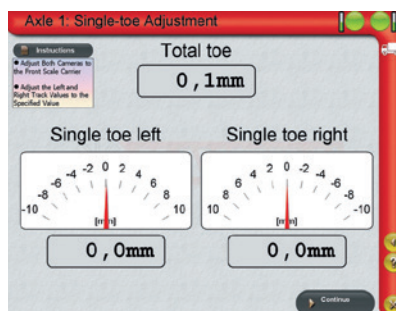 Axle 1: Single-toe Adjustment
Instructions
Adjust Both Cameras to
the Front Scale Carrier
Adjust the Left and
Right Track Values to the
Specified Value
Total toe
0,1mm
Single toe left
Single toe right
-10 -8 -6 -4 -2 0 2 4 6 8 10
[mm]
10 8 6 4 2 0 -2 -4 -6 -8 -10
[mm]
0,0mm
0,0mm
Continue